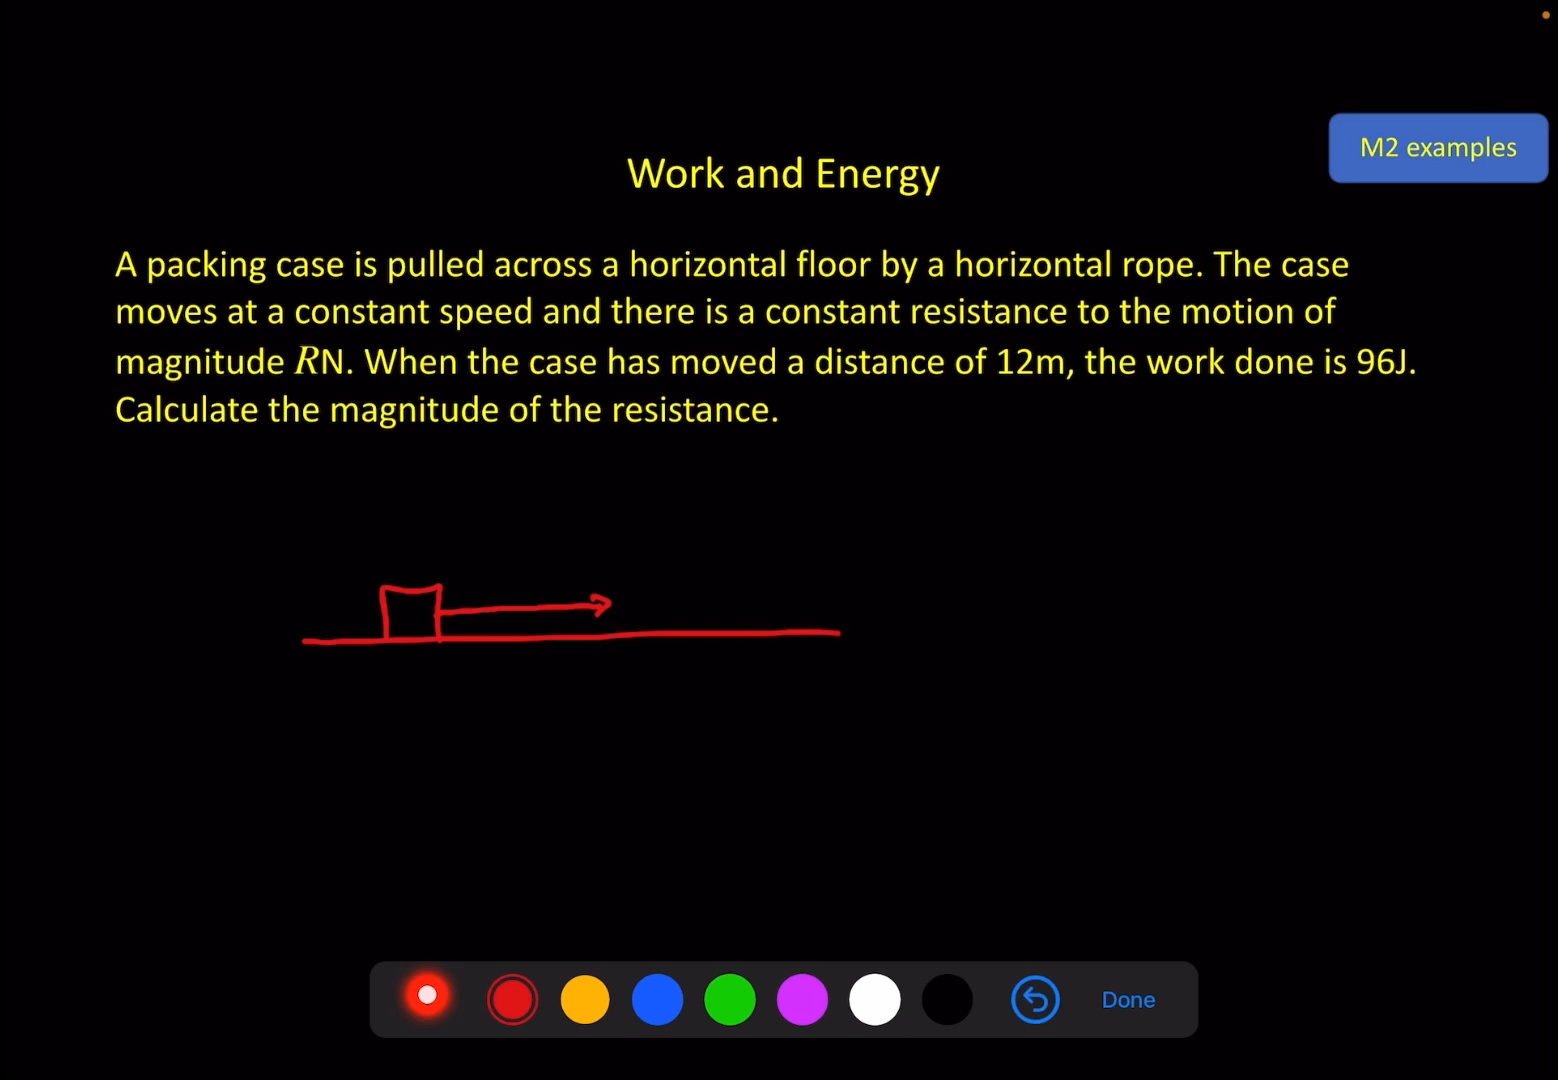 M2 examples
Work and Energy
A packing case is pulled across a horizontal floor by a horizontal rope. The case
moves at a constant speed and there is a constant resistance to the motion of
magnitude RN. When the case has moved a distance of 12m, the work done is 96J.
Calculate the magnitude of the resistance.
Done